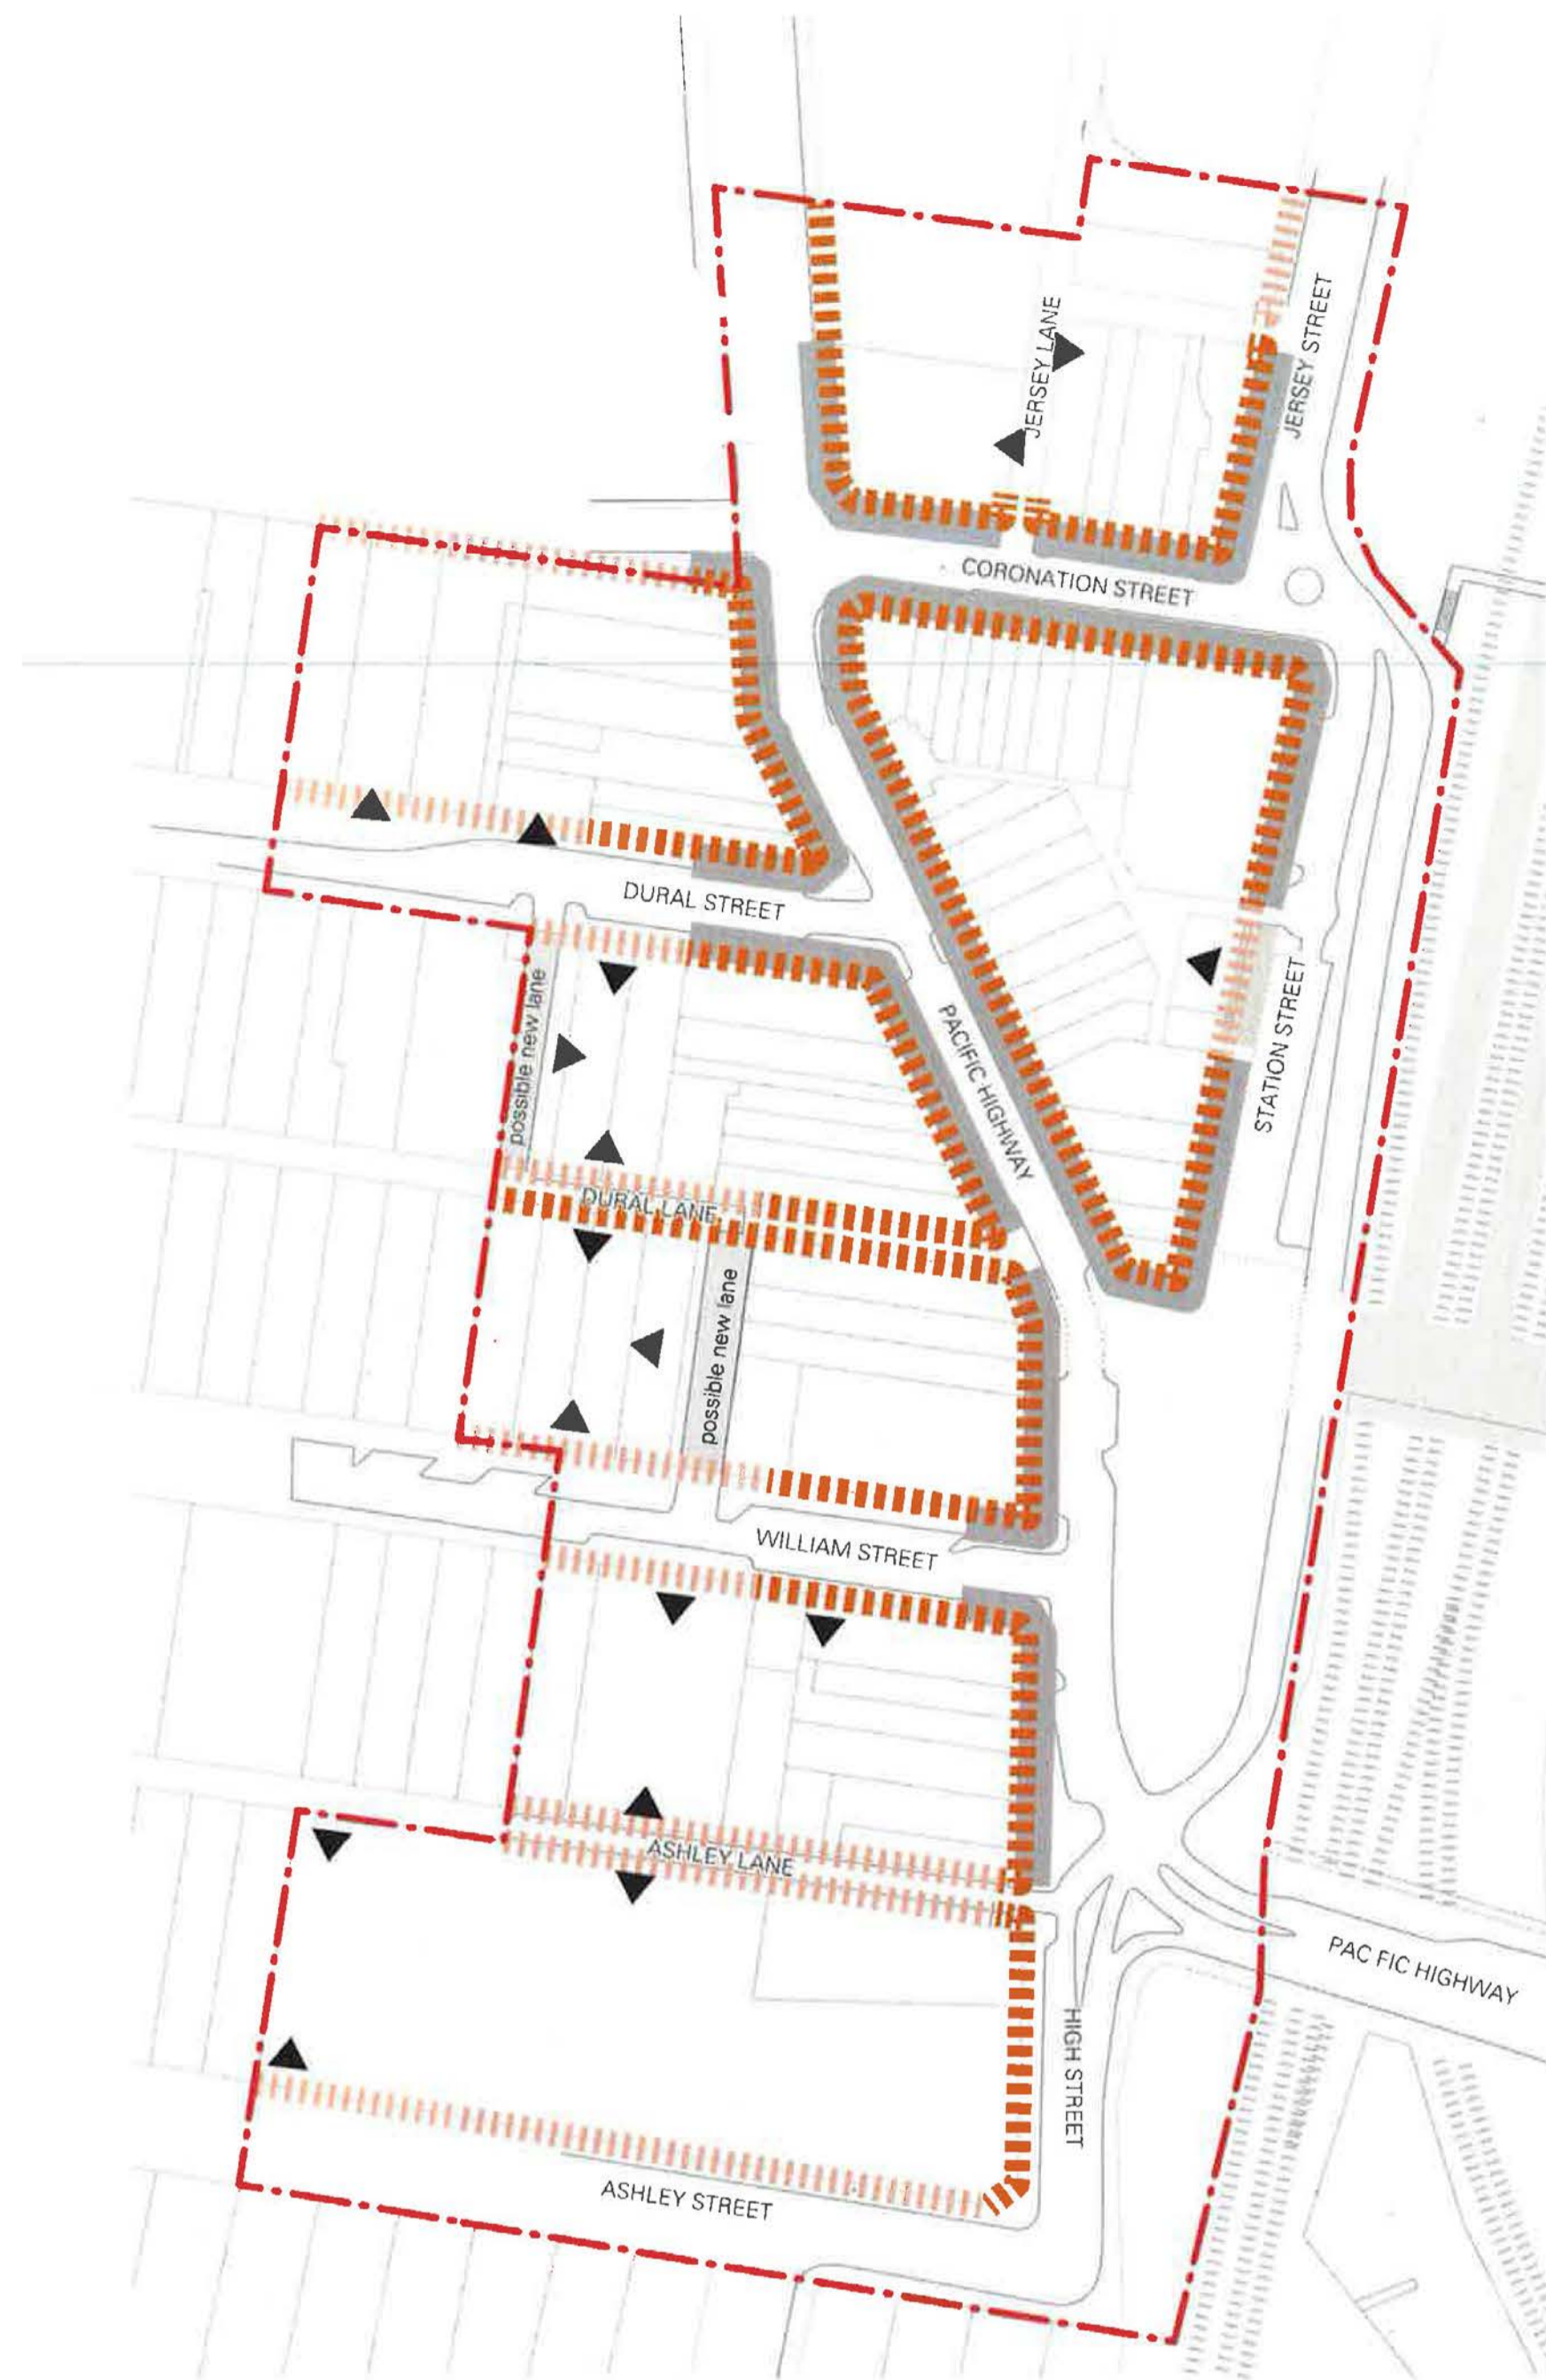 JERSEY LANE
JERSEY STREET
CORONATION STREET
DURAL STREET
possible new lane
PACIFIC HIGHWAY
STATION STREET
DURAL LANE
possible new lane
WILLIAM STREET
ASHLEY LANE
PAC FIC HIGHWAY
HIGH STREET
ASHLEY STREET